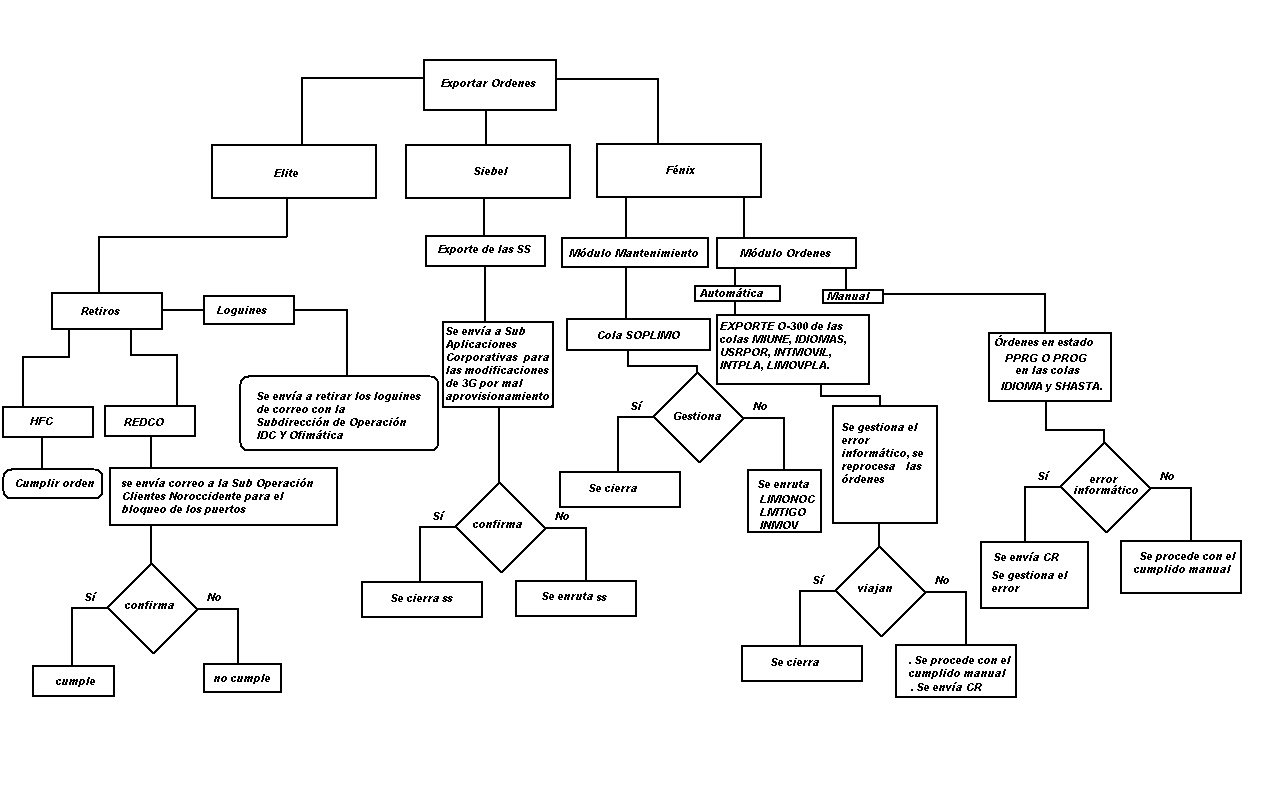 Exportar Ordenes
Elite
Siebel
Fénix
Exporte de las SS
Módulo Mantenimiento
Módulo Ordenes
Automática
Manual
Retiros
Loguines
Se envía a Sub
Aplicaciones
Corporativas para
las modificaciones
de 3G por mal
aprovisionamiento
Cola SOPLIMO
EXPORTE O-300 de las
colas MIUNE, IDIOMAS,
USRPOR, INTMOVIL,
INTPLA, LIMOVPLA.
Órdenes en estado
PPRG O PROG
en las colas
IDIOMA y SHASTA.
Se envía a retirar los loguines
de correo con la
Subdirección de Operación
IDC Y Ofimática
HFC
REDCO
Sí
Gestiona
No
Se gestiona el
error
informático, se
reprocesa las
órdenes
Cumplir orden
se envía correo a la Sub Operación
Clientes Noroccidente para el
bloqueo de los puertos
Se cierra
Se enruta
LIMONOC
LMTIGO
INMOV
Sí
error
informático
No
Sí
confirma
No
Se envía CR
Se gestiona el
error
Se procede con el
cumplido manual
Se cierra ss
Se enruta ss
Sí
viajan
No
Sí
confirma
No
Se cierra
. Se procede con el
cumplido manual
. Se envía CR
cumple
no cumple